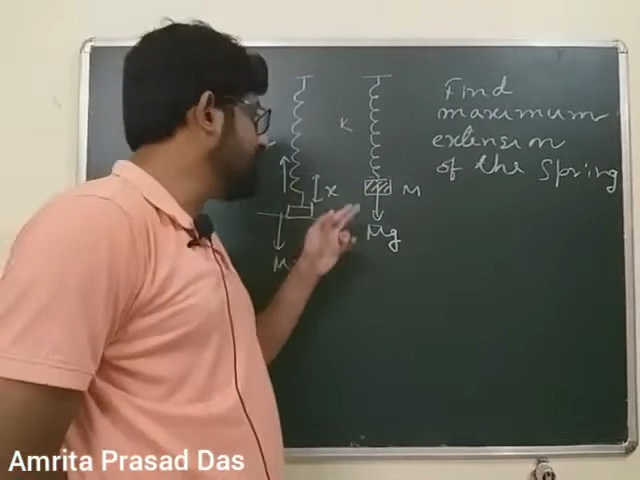 Find
maximum
extension
of the Spring
K
x
M
Mg
M
Amrita Prasad Das